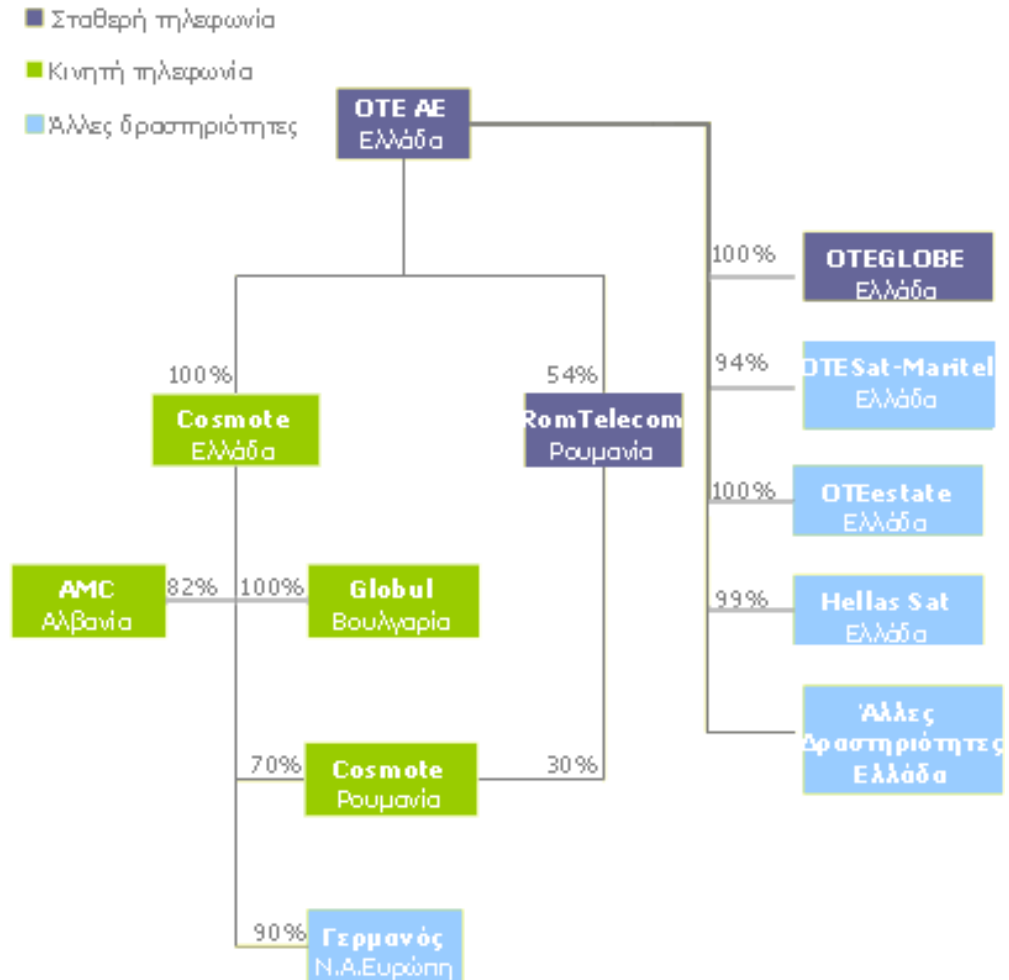 Σταθερή τηλεφωνία
Κινητή τηλεφωνία
Άλλες δραστηριότητες
ΟΤΕ ΑΕ
Ελλάδα
100%
OTEGLOBE
Ελλάδα
94%
OTESat-Maritel
Ελλάδα
100%
54%
Cosmote
Ελλάδα
RomTelecom
Ρουμανία
100%
OTEestate
Ελλάδα
AMC
Αλβανία
82%
100%
Globul
Βουλγαρία
99%
Hellas Sat
Ελλάδα
Άλλες
Δραστηριότητες
Ελλάδα
70%
Cosmote
Ρουμανία
30%
90%
Γερμανός
Ν.Α.Ευρώπη